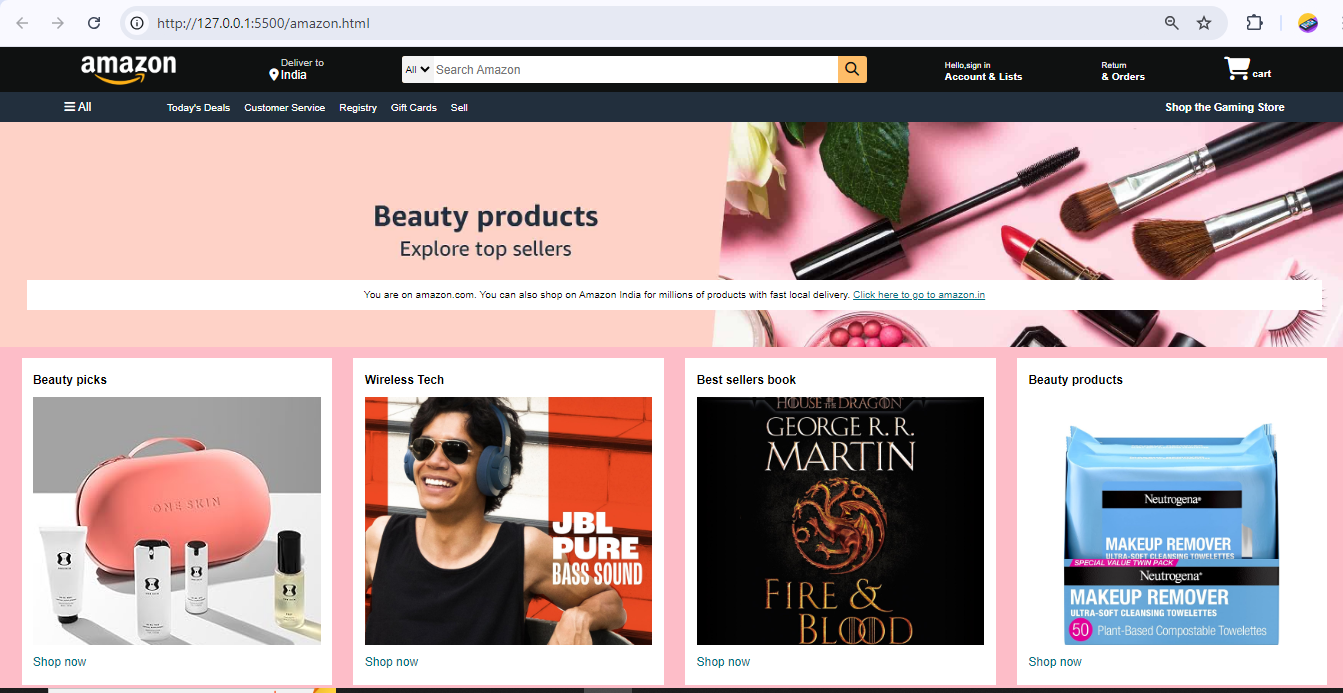 http://127.0.0.1:5500/amazon.html
amazon
Deliver to
India
All
Search Amazon
Hello,sign in
Account & Lists
Return
& Orders
cart
All
Today's Deals Customer Service Registry Gift Cards Sell
Shop the Gaming Store
Beauty products
Explore top sellers
You are on amazon.com. You can also shop on Amazon India for millions of products with fast local delivery. Click here to go to amazon.in
Beauty picks
ONE SKIN
Shop now
Wireless Tech
JBL
PURE
BASS SOUND
Shop now
Best sellers book
HOUSE OF THE DRAGON
GEORGE R. R.
MARTIN
FIRE &
BLOOD
Shop now
Beauty products
Neutrogena®
MAKEUP REMOVER
ULTRA-SOFT CLEANSING TOWELETTES
SPECIAL VALUE TWIN PACK
Neutrogena®
MAKEUP REMOVER
ULTRA-SOFT CLEANSING TOWELETTES
50 Plant-Based Compostable Towelettes
Shop now